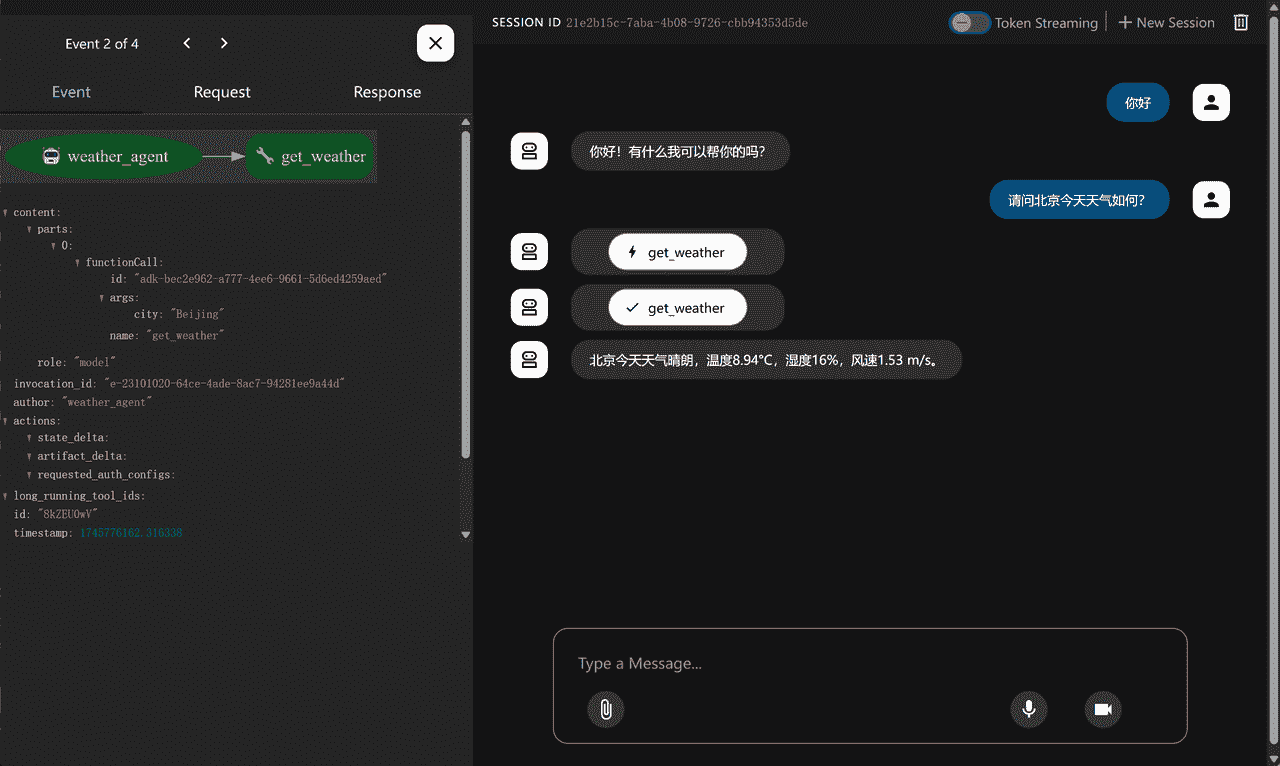 Event 2 of 4
Event
Request
Response
weather_agent
get_weather
content:
parts:
0:
functionCall:
id: "adk-bec2e962-a777-4ee6-9661-5d6ed4259aed"
args:
city: "Beijing"
name: "get_weather"
role: "model"
invocation_id: "e-23101020-64ce-4ade-8ac7-94281ee9a44d"
author: "weather_agent"
actions:
state_delta:
artifact_delta:
requested_auth_configs:
long_running_tool_ids:
id: "8kZEUOwV"
timestamp: 1745776162.316338
SESSION ID 21e2b15c-7aba-4b08-9726-cbb94353d5de
Token Streaming
New Session
你好
你好！有什么我可以帮你的吗？
请问北京今天天气如何？
get_weather
get_weather
北京今天天气晴朗，温度8.94°C，湿度16%，风速1.53 m/s。
Type a Message...